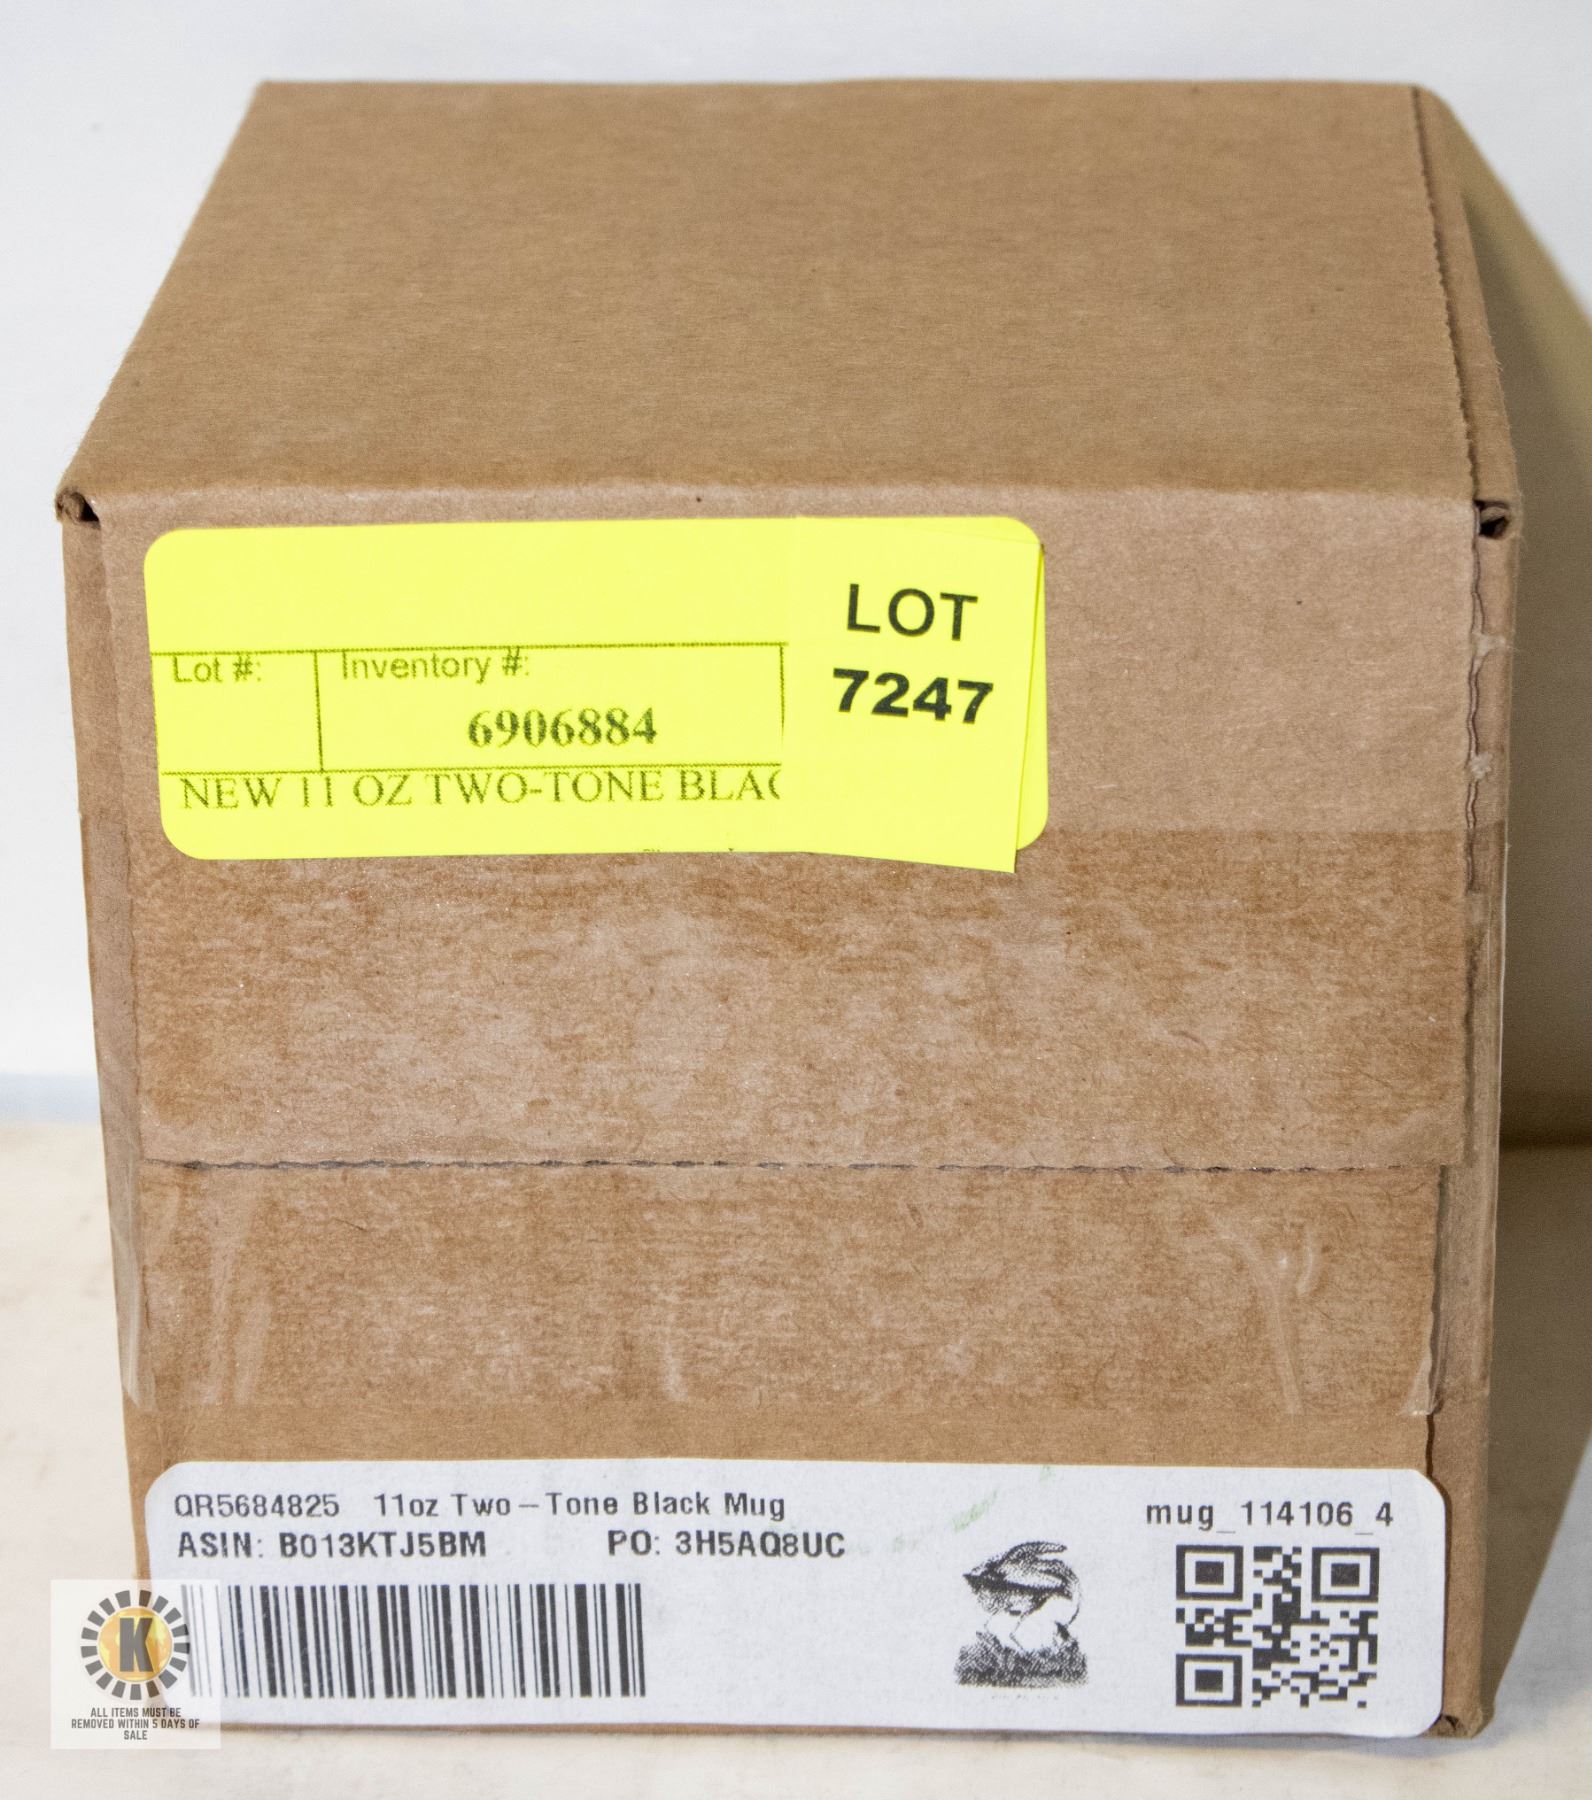 LOT
7247
Lot #:
Inventory #:
6906884
NEW 11 OZ TWO-TONE BLAC
QR5684825 11oz Two-Tone Black Mug
ASIN: B013KTJ5BM PO: 3H5AQ8UC
mug_114106_4
K
ALL ITEMS MUST BE
REMOVED WITHIN 5 DAYS OF
SALE